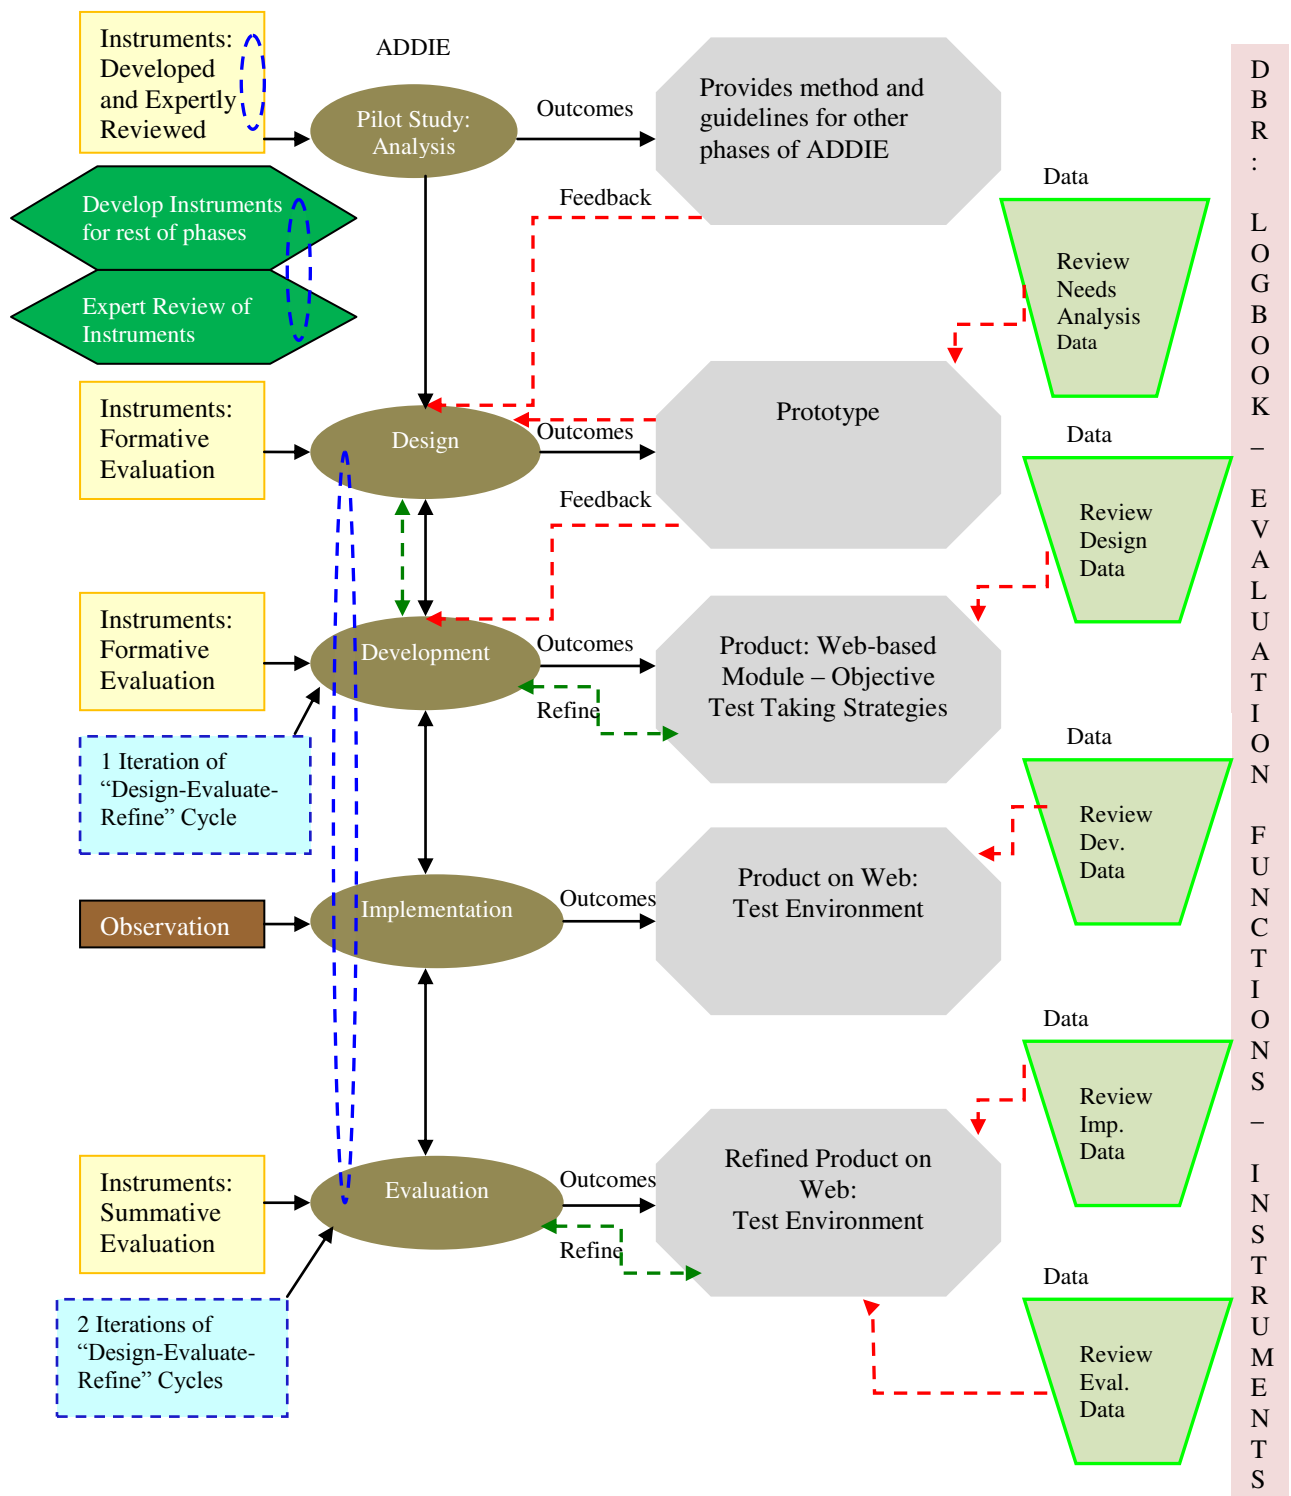 Instruments:
Developed
and Expertly
Reviewed
ADDIE
Pilot Study:
Analysis
Outcomes
Provides method and
guidelines for other
phases of ADDIE
Develop Instruments
for rest of phases
Feedback
Data
Expert Review of
Instruments
Review
Needs
Analysis
Data
Instruments:
Formative
Evaluation
Design
Outcomes
Prototype
Feedback
Data
Review
Design
Data
Instruments:
Formative
Evaluation
Development
Outcomes
Refine
Product: Web-based
Module – Objective
Test Taking Strategies
1 Iteration of
“Design-Evaluate-
Refine” Cycle
Data
Review
Dev.
Data
Observation
Implementation
Outcomes
Product on Web:
Test Environment
Data
Review
Imp.
Data
Instruments:
Summative
Evaluation
Evaluation
Outcomes
Refine
Refined Product on
Web:
Test Environment
2 Iterations of
“Design-Evaluate-
Refine” Cycles
Data
Review
Eval.
Data
DBR: LOGBOOK – EVALUATION FUNCTIONS – INSTRUMENTS